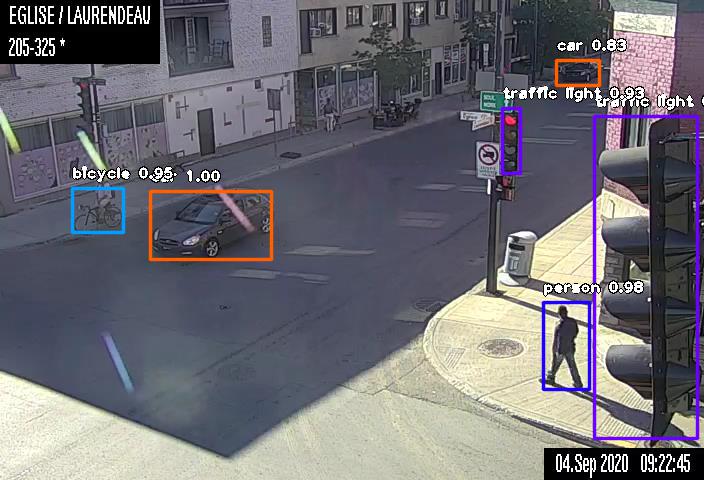 EGLISE / LAURENDEAU
205-325 *
car 0.83
traffic light 0.93
traffic light
bicycle 0.95
1.00
person 0.98
04.Sep 2020 09:22:45